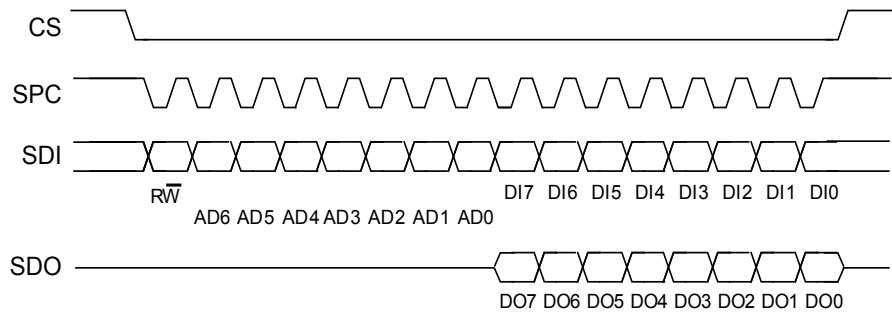 CS
SPC
SDI
RW̅
DI7 DI6 DI5 DI4 DI3 DI2 DI1 DI0
AD6 AD5 AD4 AD3 AD2 AD1 AD0
SDO
DO7 DO6 DO5 DO4 DO3 DO2 DO1 DO0